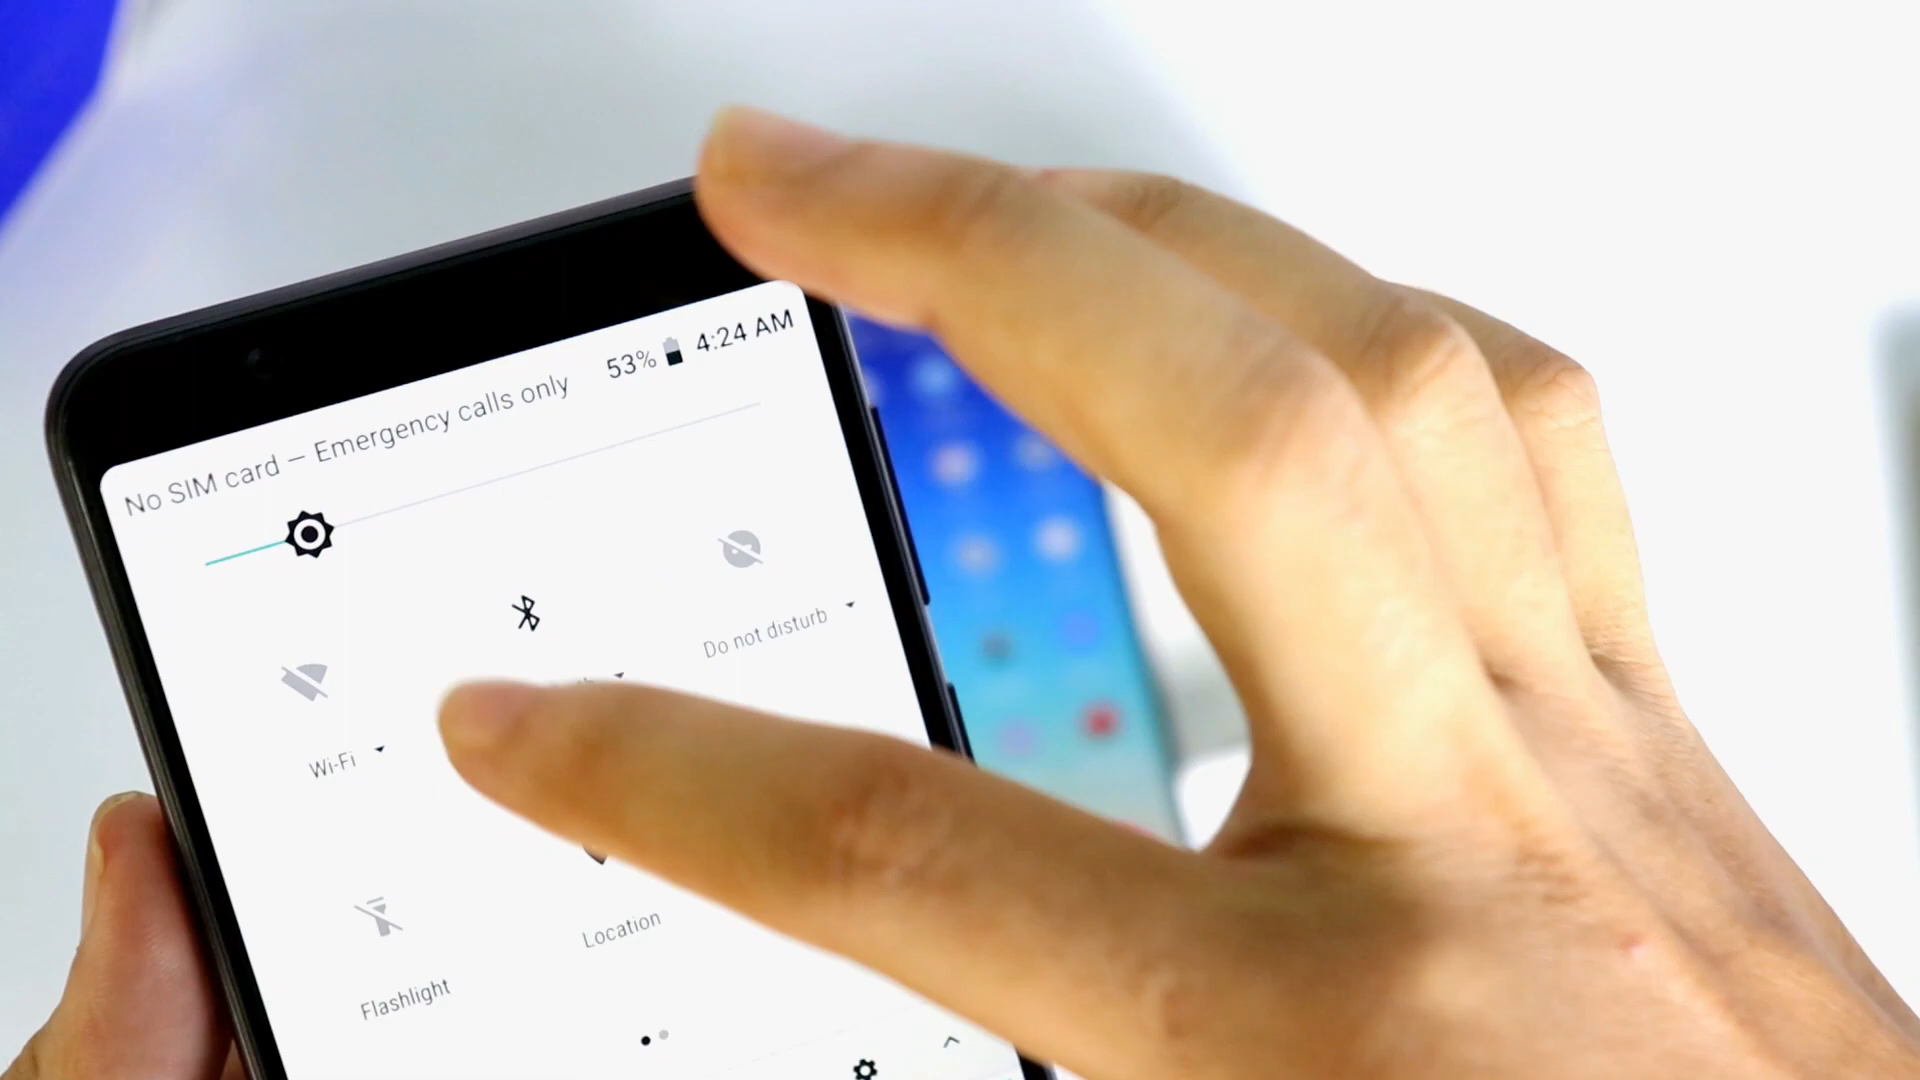 53% 4:24 AM
No SIM card – Emergency calls only
Do not disturb
Wi-Fi
Location
Flashlight